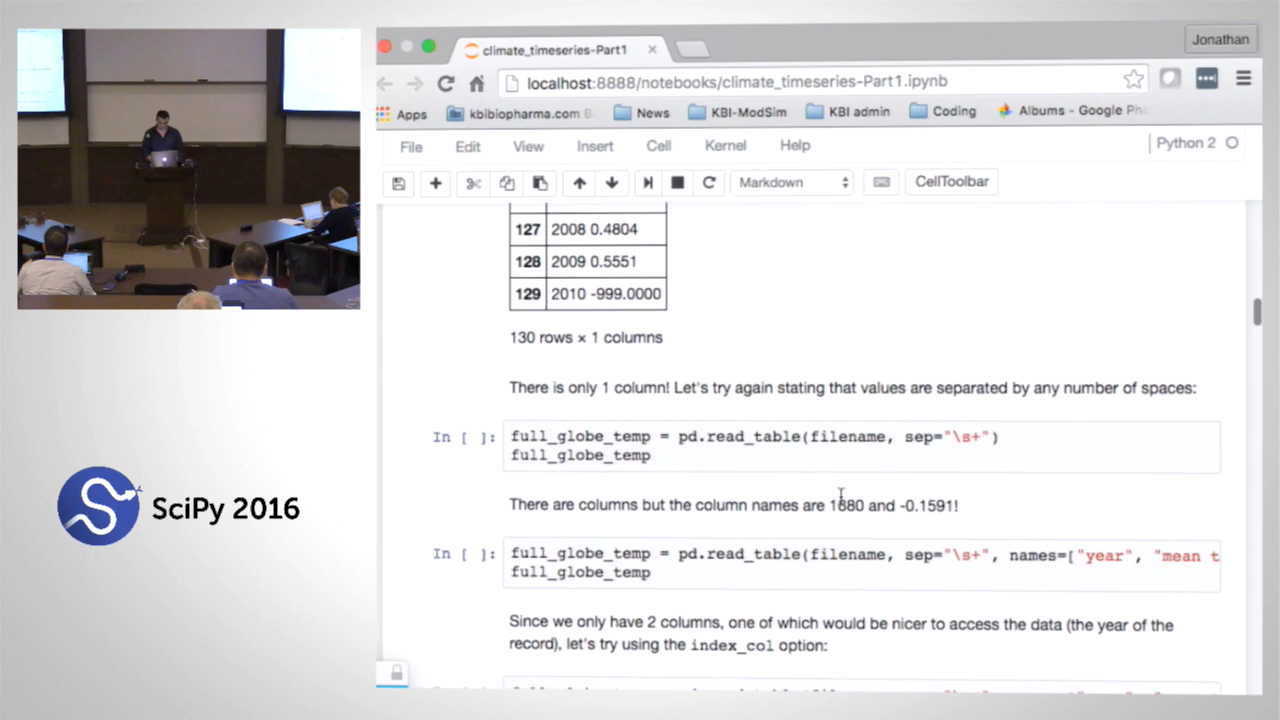 Jonathan
climate_timeseries-Part1
localhost:8888/notebooks/climate_timeseries-Part1.ipynb
Apps kbibiopharma.com News KBI-ModSim KBI admin Coding Albums - Google Pho
File Edit View Insert Cell Kernel Help Python 2
Markdown CellToolbar
127 2008 0.4804
128 2009 0.5551
129 2010 -999.0000
130 rows × 1 columns
There is only 1 column! Let's try again stating that values are separated by any number of spaces:
In [ ]: full_globe_temp = pd.read_table(filename, sep="\s+")
full_globe_temp
There are columns but the column names are 1880 and -0.1591!
In [ ]: full_globe_temp = pd.read_table(filename, sep="\s+", names=["year", "mean t
full_globe_temp
Since we only have 2 columns, one of which would be nicer to access the data (the year of the
record), let's try using the index_col option:
SciPy 2016